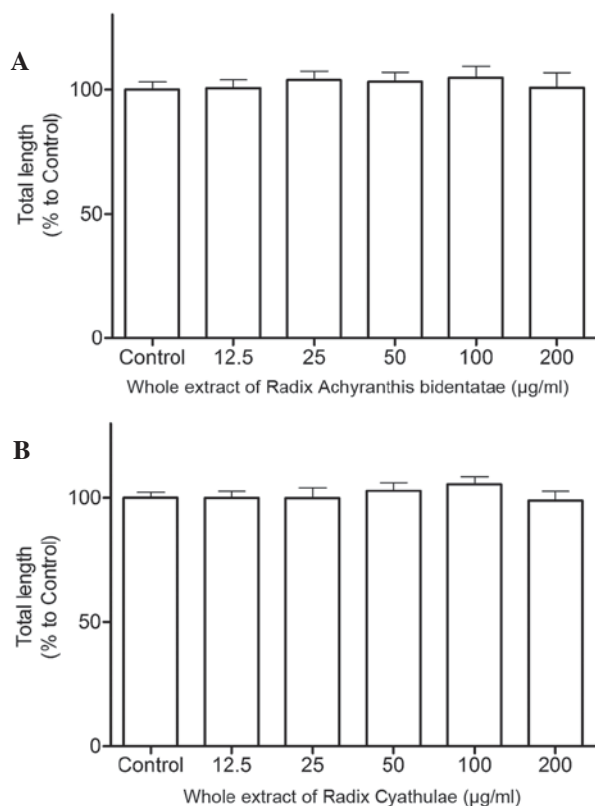 A
Total length
(% to Control)
100
50
0
Control 12.5 25 50 100 200
Whole extract of Radix Achyranthis bidentatae (µg/ml)
B
Total length
(% to Control)
100
50
0
Control 12.5 25 50 100 200
Whole extract of Radix Cyathulae (µg/ml)